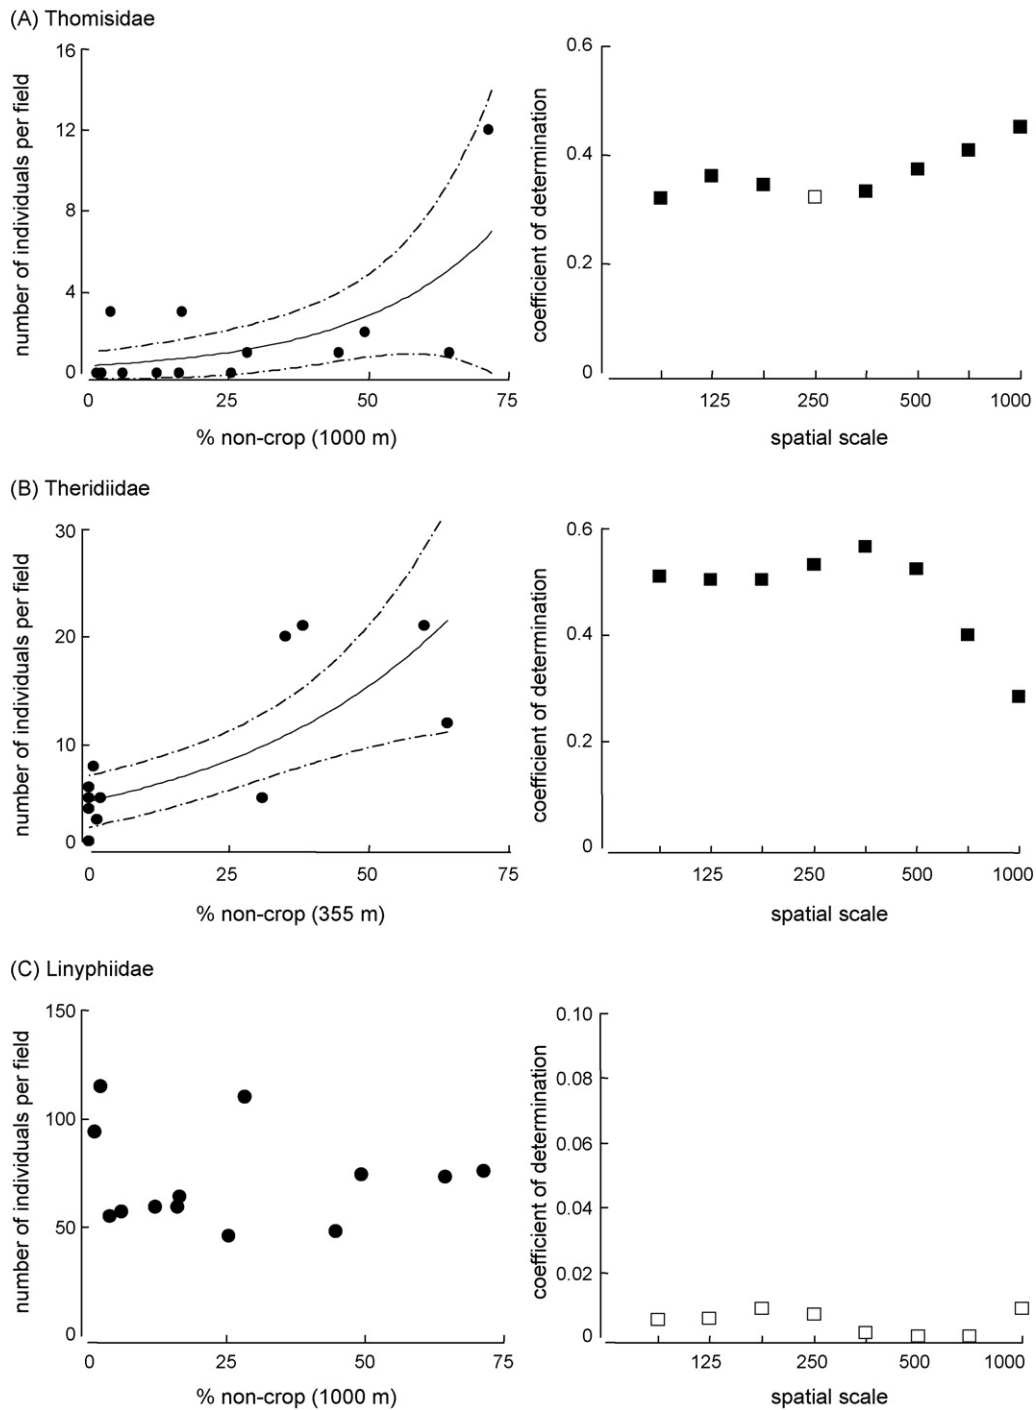 (A) Thomisidae
number of individuals per field
16
12
8
4
0
0 25 50 75
% non-crop (1000 m)
coefficient of determination
0.6
0.4
0.2
0
125 250 500 1000
spatial scale
(B) Theridiidae
number of individuals per field
30
20
10
0
0 25 50 75
% non-crop (355 m)
coefficient of determination
0.6
0.4
0.2
0
125 250 500 1000
spatial scale
(C) Linyphiidae
number of individuals per field
150
100
50
0
0 25 50 75
% non-crop (1000 m)
coefficient of determination
0.10
0.08
0.06
0.04
0.02
0
125 250 500 1000
spatial scale